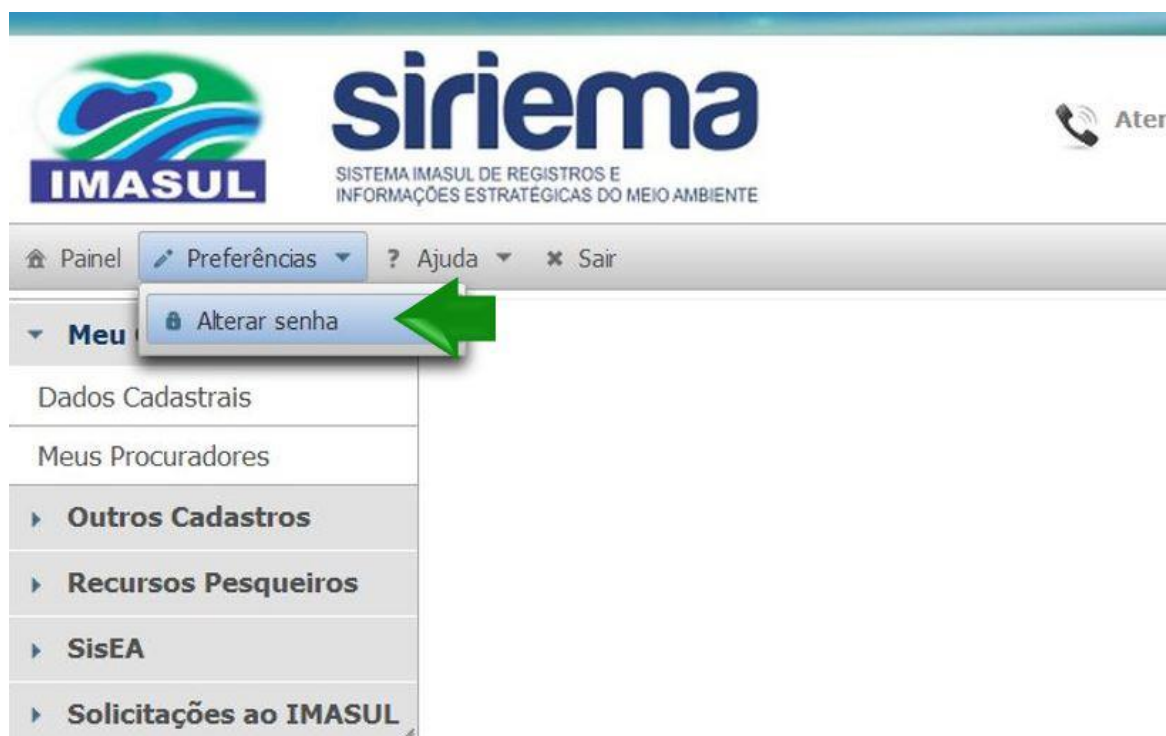 siriema
IMASUL
SISTEMA IMASUL DE REGISTROS E
INFORMAÇÕES ESTRATÉGICAS DO MEIO AMBIENTE
Aten
Painel Preferências ? Ajuda Sair
Alterar senha
Meu
Dados Cadastrais
Meus Procuradores
Outros Cadastros
Recursos Pesqueiros
SisEA
Solicitações ao IMASUL